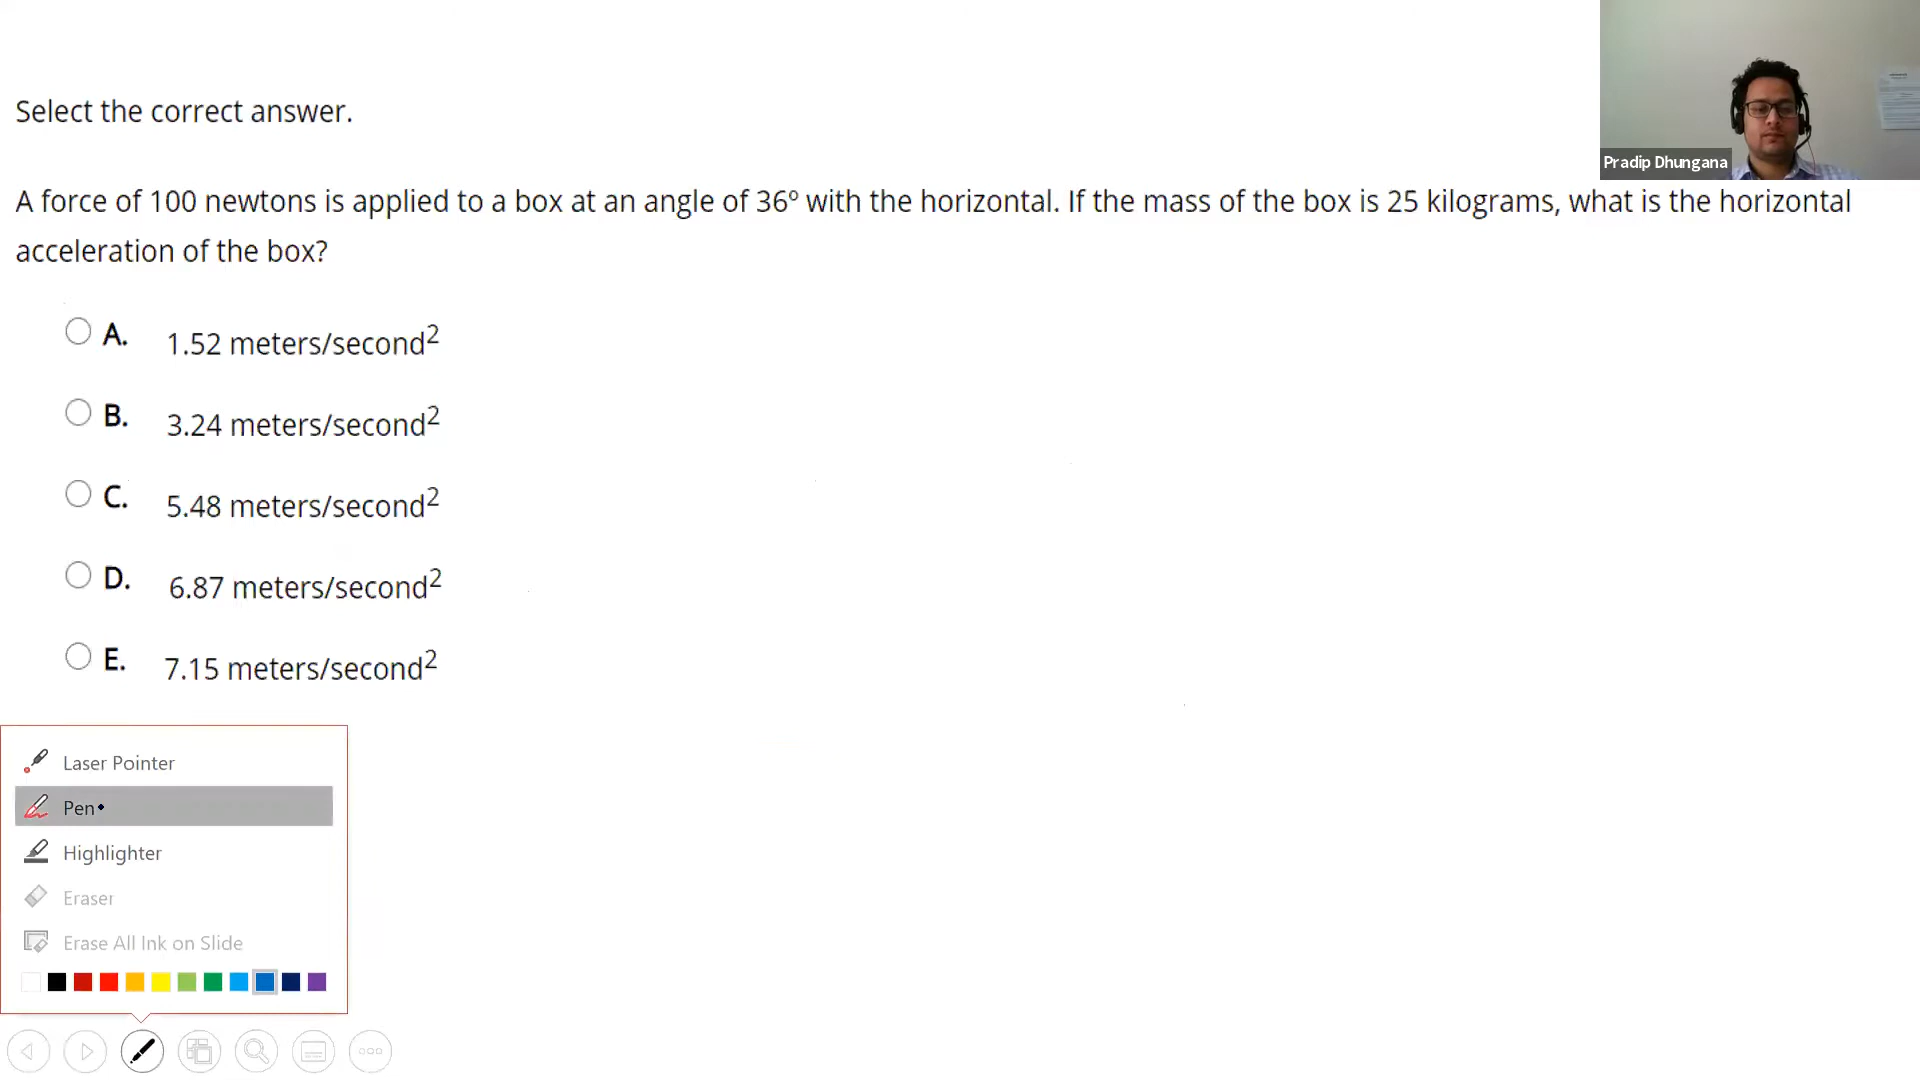 Select the correct answer.
Pradip Dhungana
A force of 100 newtons is applied to a box at an angle of 36º with the horizontal. If the mass of the box is 25 kilograms, what is the horizontal
acceleration of the box?
A. 1.52 meters/second²
B. 3.24 meters/second²
C. 5.48 meters/second²
D. 6.87 meters/second²
E. 7.15 meters/second²
Laser Pointer
Pen
Highlighter
Eraser
Erase All Ink on Slide